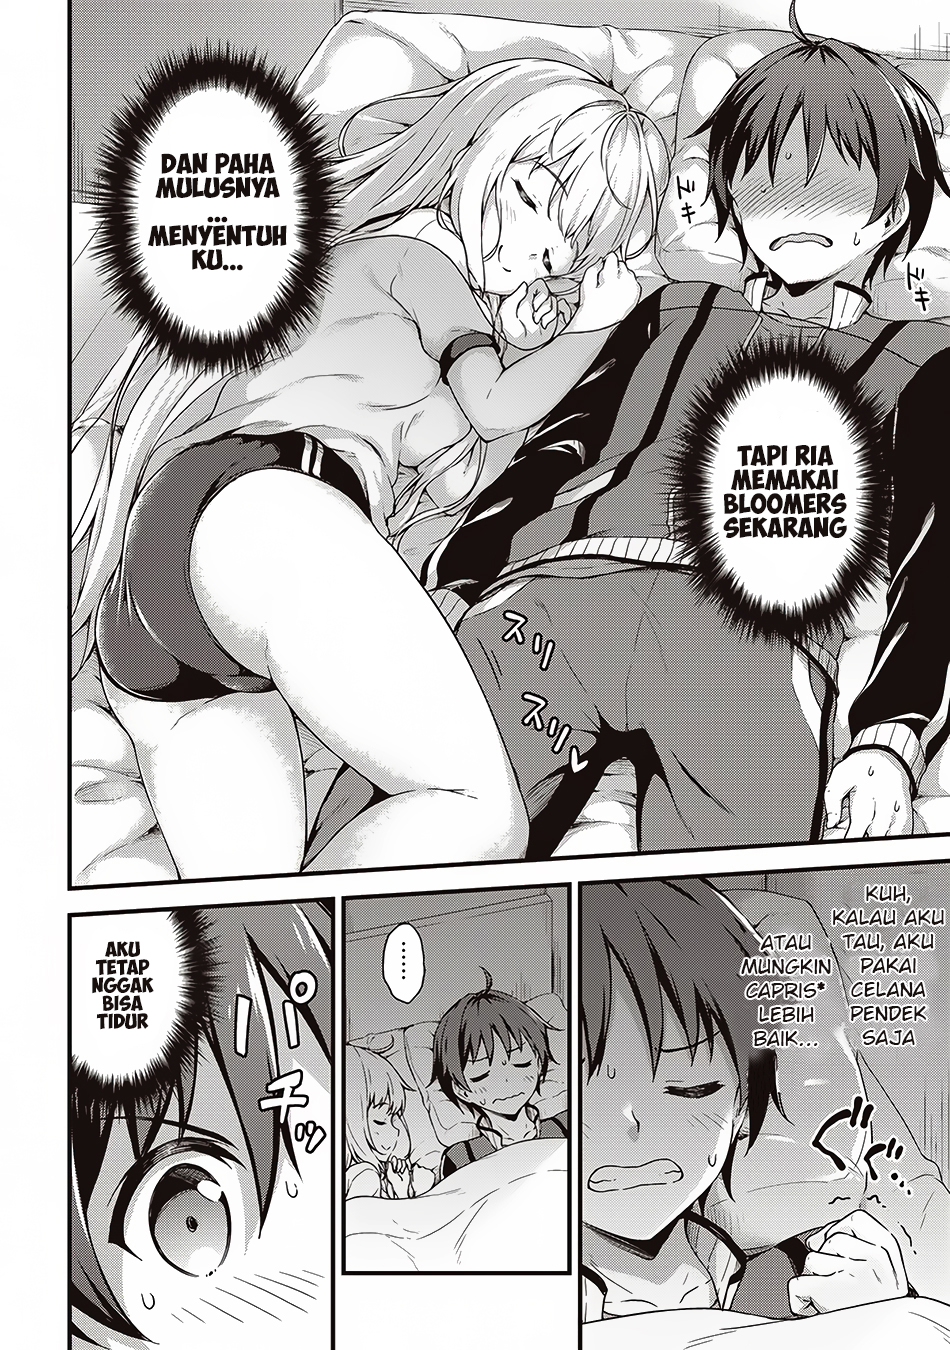 TAPI RIA
MEMAKAI
BLOOMERS
SEKARANG
DAN PAHA
MULUSNYA
...
MENYENTUH
KU...
ドキ
ドキ
スリ
スリ
KUH,
KALAU AKU
TAU, AKU
PAKAI
CELANA
PENDEK
SAJA
ATAU
MUNGKIN
CAPRIS*
LEBIH
BAIK...
ぐぐ
......
AKU
TETAP
NGGAK
BISA
TIDUR
パチッ